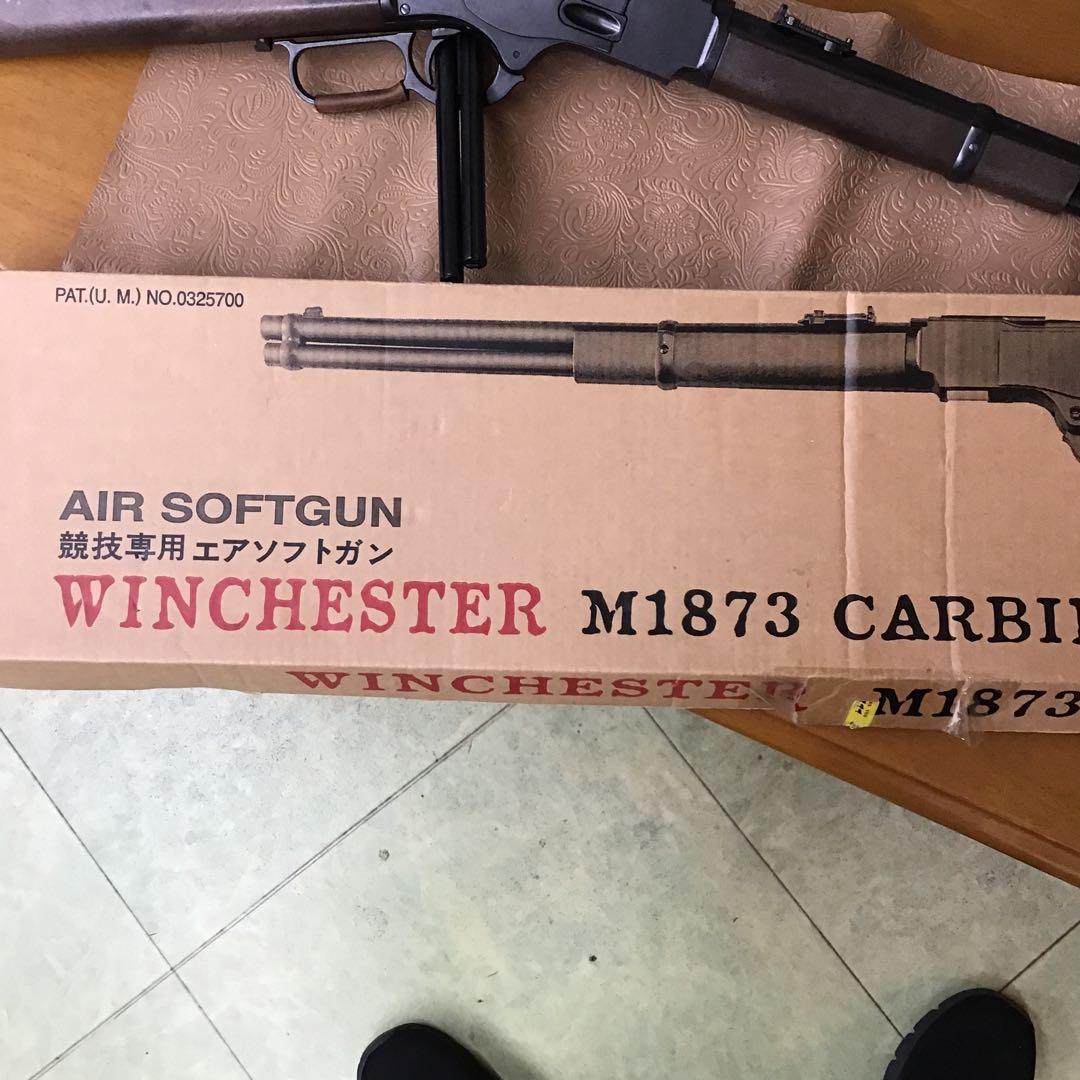 PAT.(U. M.) NO.0325700
AIR SOFTGUN
競技専用エアソフトガン
WINCHESTER M1873 CARBI
WINCHESTER M1873